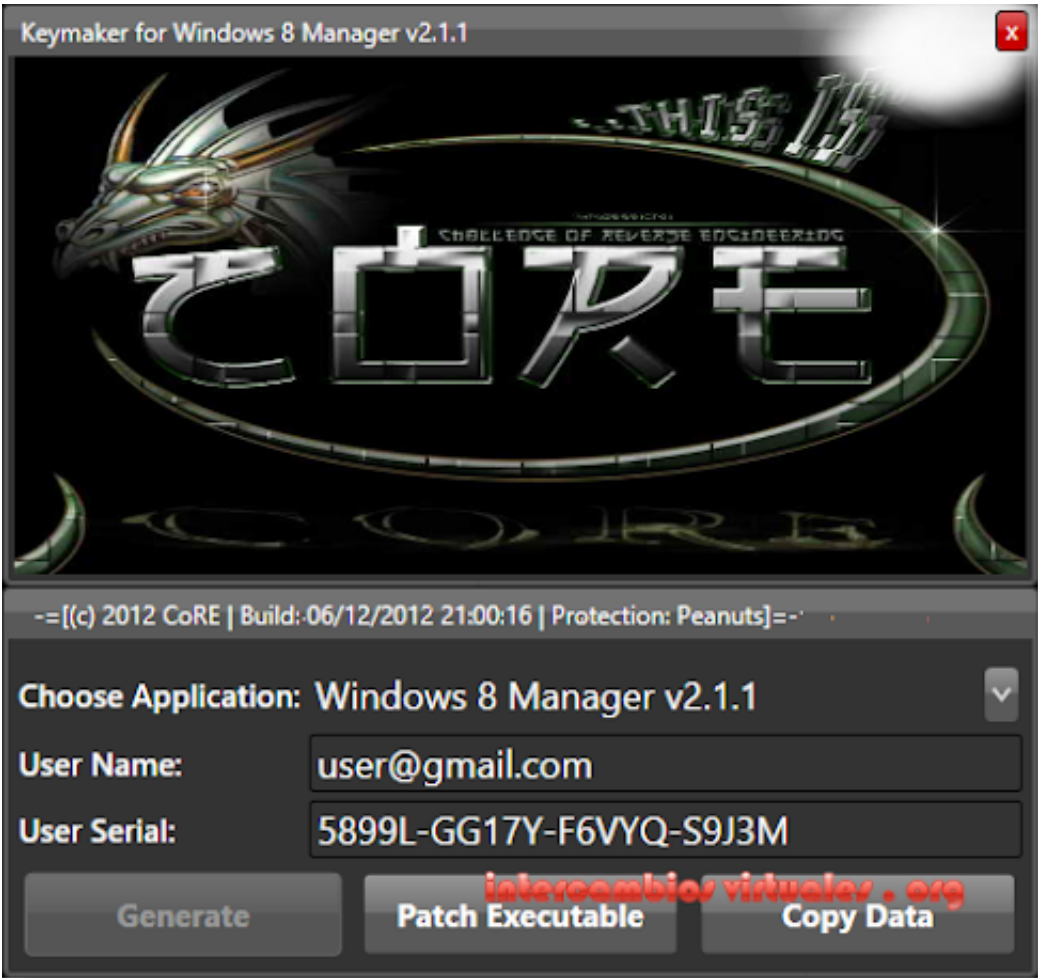 Keymaker for Windows 8 Manager v2.1.1
x
...THIS IS
CHALLENGE OF REVERSE ENGINEERING
CORE
CORE
-=[(c) 2012 CoRE | Build: 06/12/2012 21:00:16 | Protection: Peanuts]=-
Choose Application: Windows 8 Manager v2.1.1
User Name: user@gmail.com
User Serial: 5899L-GG17Y-F6VYQ-S9J3M
intercambios virtuales . org
Generate Patch Executable Copy Data